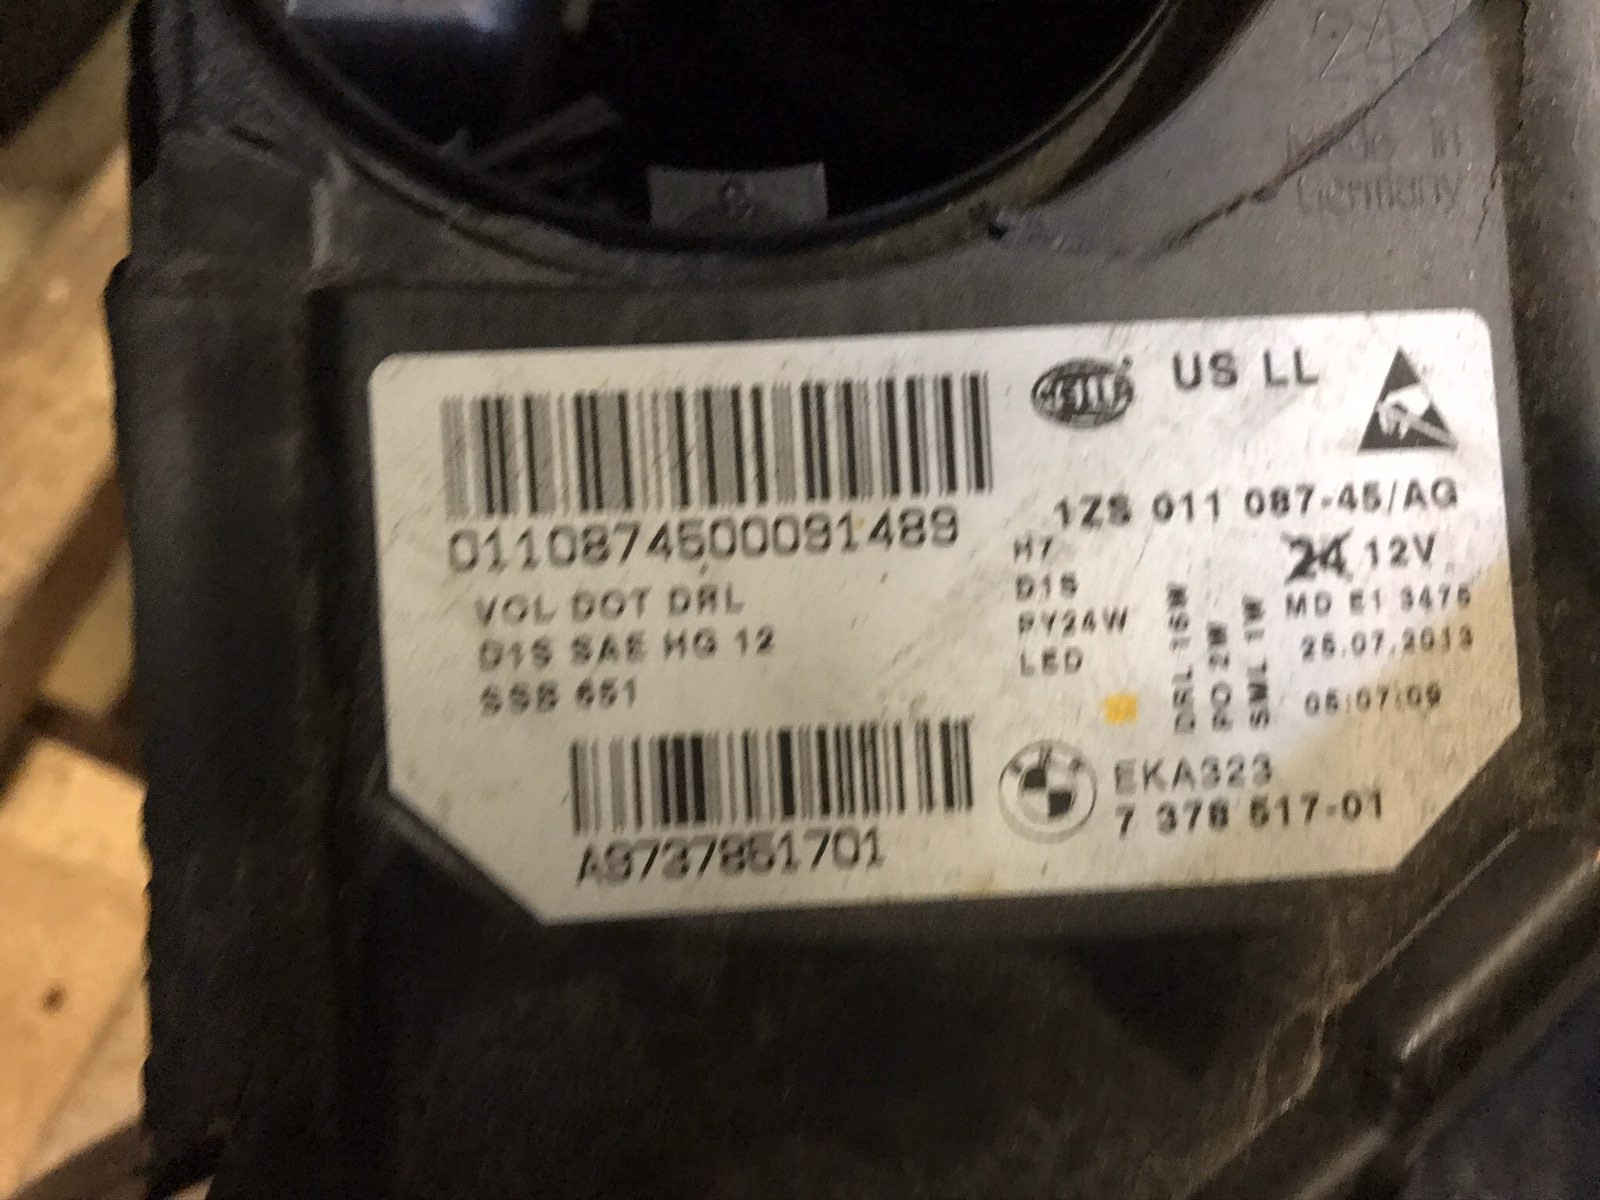 Made in
Germany
HELLA
US LL
0110874500091489
1ZS 011 087-45/AG
H7
24 12V
VOL DOT DRL
D1S
MD E1 3476
D1S SAE HG 12
PY24W
25.07.2013
SSB 651
LED
05:07:09
DRL 16W
PO 2W
SML 1W
EKA323
7 378 517-01
A9737851701